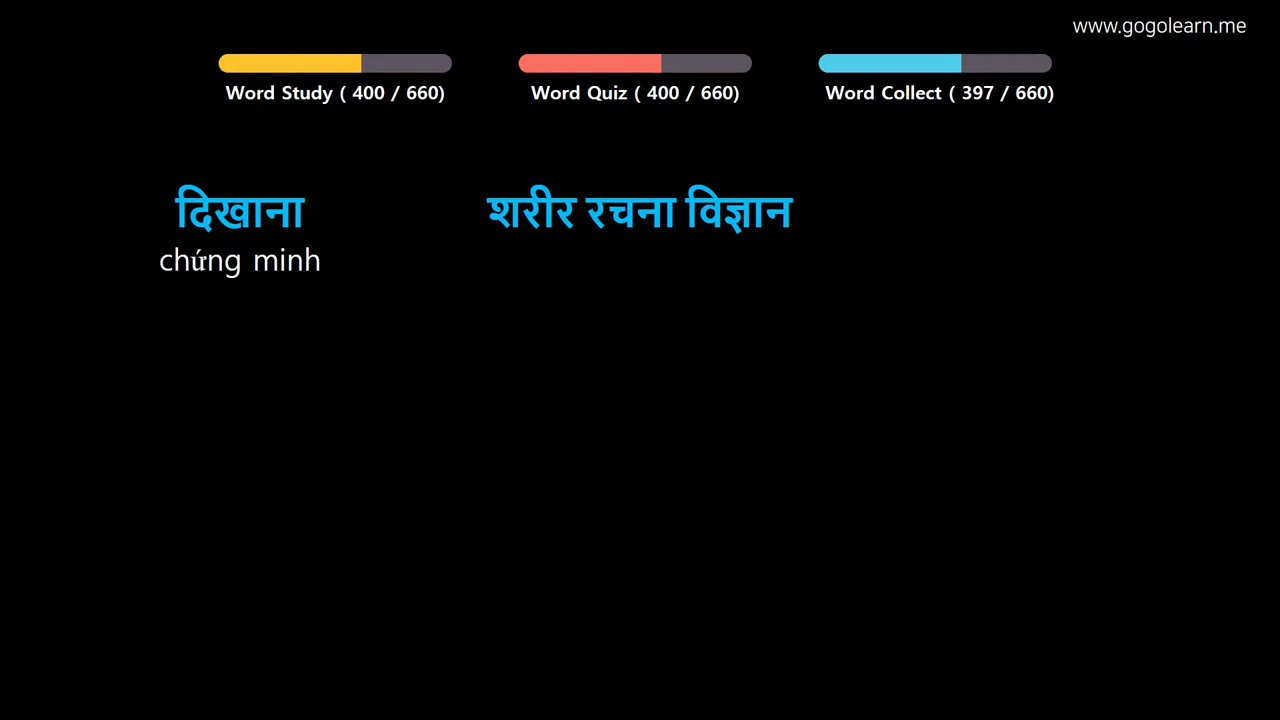 www.gogolearn.me
Word Study ( 400 / 660)
Word Quiz ( 400 / 660)
Word Collect ( 397 / 660)
दिखाना
chứng minh
शरीर रचना विज्ञान